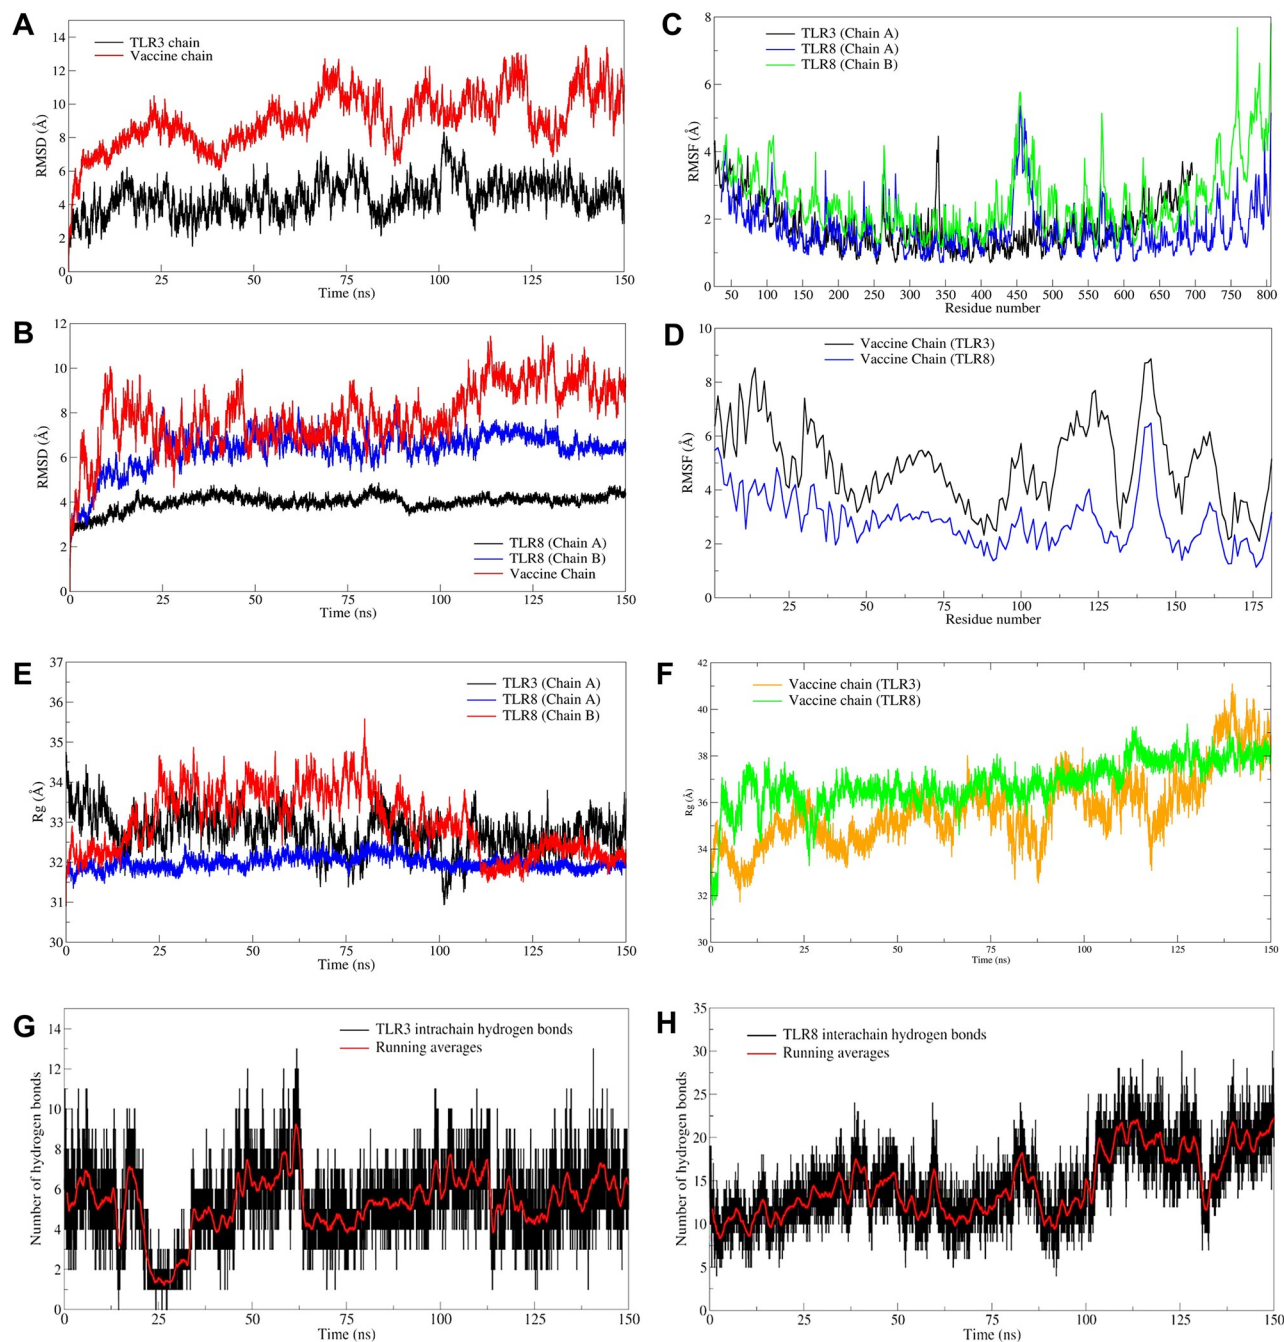 A
TLR3 chain
Vaccine chain
RMSD (Å)
14
12
10
8
6
4
2
0
0 25 50 75 100 125 150
Time (ns)
C
TLR3 (Chain A)
TLR8 (Chain A)
TLR8 (Chain B)
RMSF (Å)
8
6
4
2
0
50 100 150 200 250 300 350 400 450 500 550 600 650 700 750 800
Residue number
B
RMSD (Å)
12
10
8
6
4
2
0
TLR8 (Chain A)
TLR8 (Chain B)
Vaccine Chain
0 25 50 75 100 125 150
Time (ns)
D
Vaccine Chain (TLR3)
Vaccine Chain (TLR8)
RMSF (Å)
10
8
6
4
2
0
25 50 75 100 125 150 175
Residue number
E
TLR3 (Chain A)
TLR8 (Chain A)
TLR8 (Chain B)
Rg (Å)
37
36
35
34
33
32
31
30
0 25 50 75 100 125 150
Time (ns)
F
Vaccine chain (TLR3)
Vaccine chain (TLR8)
Rg (Å)
42
40
38
36
34
32
30
0 25 50 75 100 125 150
Time (ns)
G
TLR3 intrachain hydrogen bonds
Running averages
Number of hydrogen bonds
14
12
10
8
6
4
2
0
0 25 50 75 100 125 150
Time (ns)
H
TLR8 interachain hydrogen bonds
Running averages
Number of hydrogen bonds
35
30
25
20
15
10
5
0
0 25 50 75 100 125 150
Time (ns)